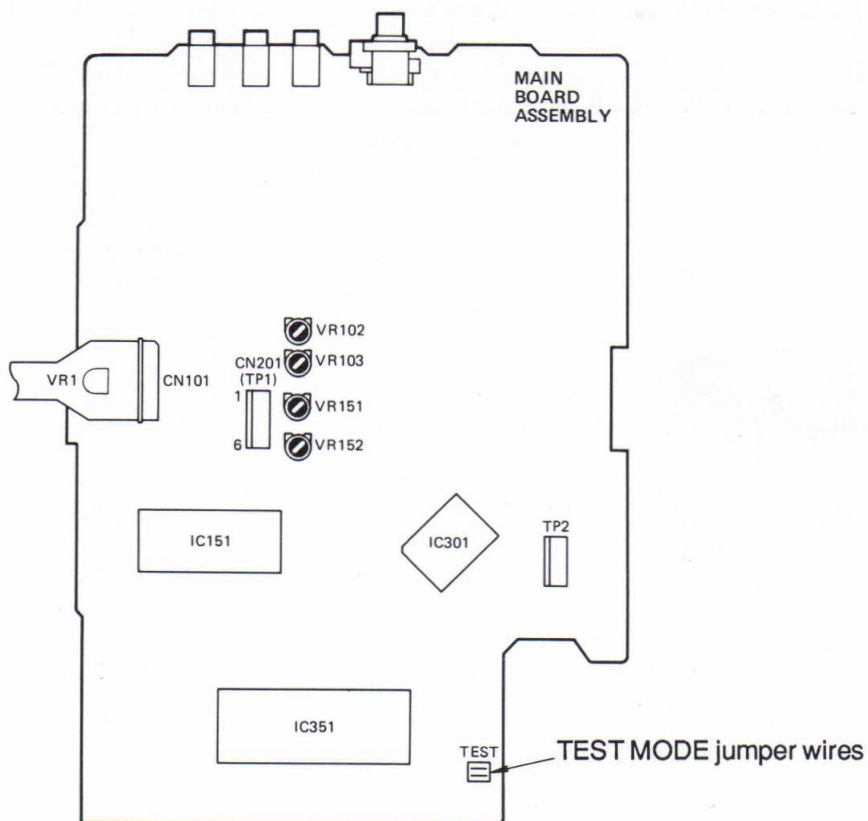 MAIN
BOARD
ASSEMBLY
VR102
CN201
(TP1)
VR103
VR1
CN101
1
VR151
6
VR152
IC151
IC301
TP2
IC351
TEST
TEST MODE jumper wires